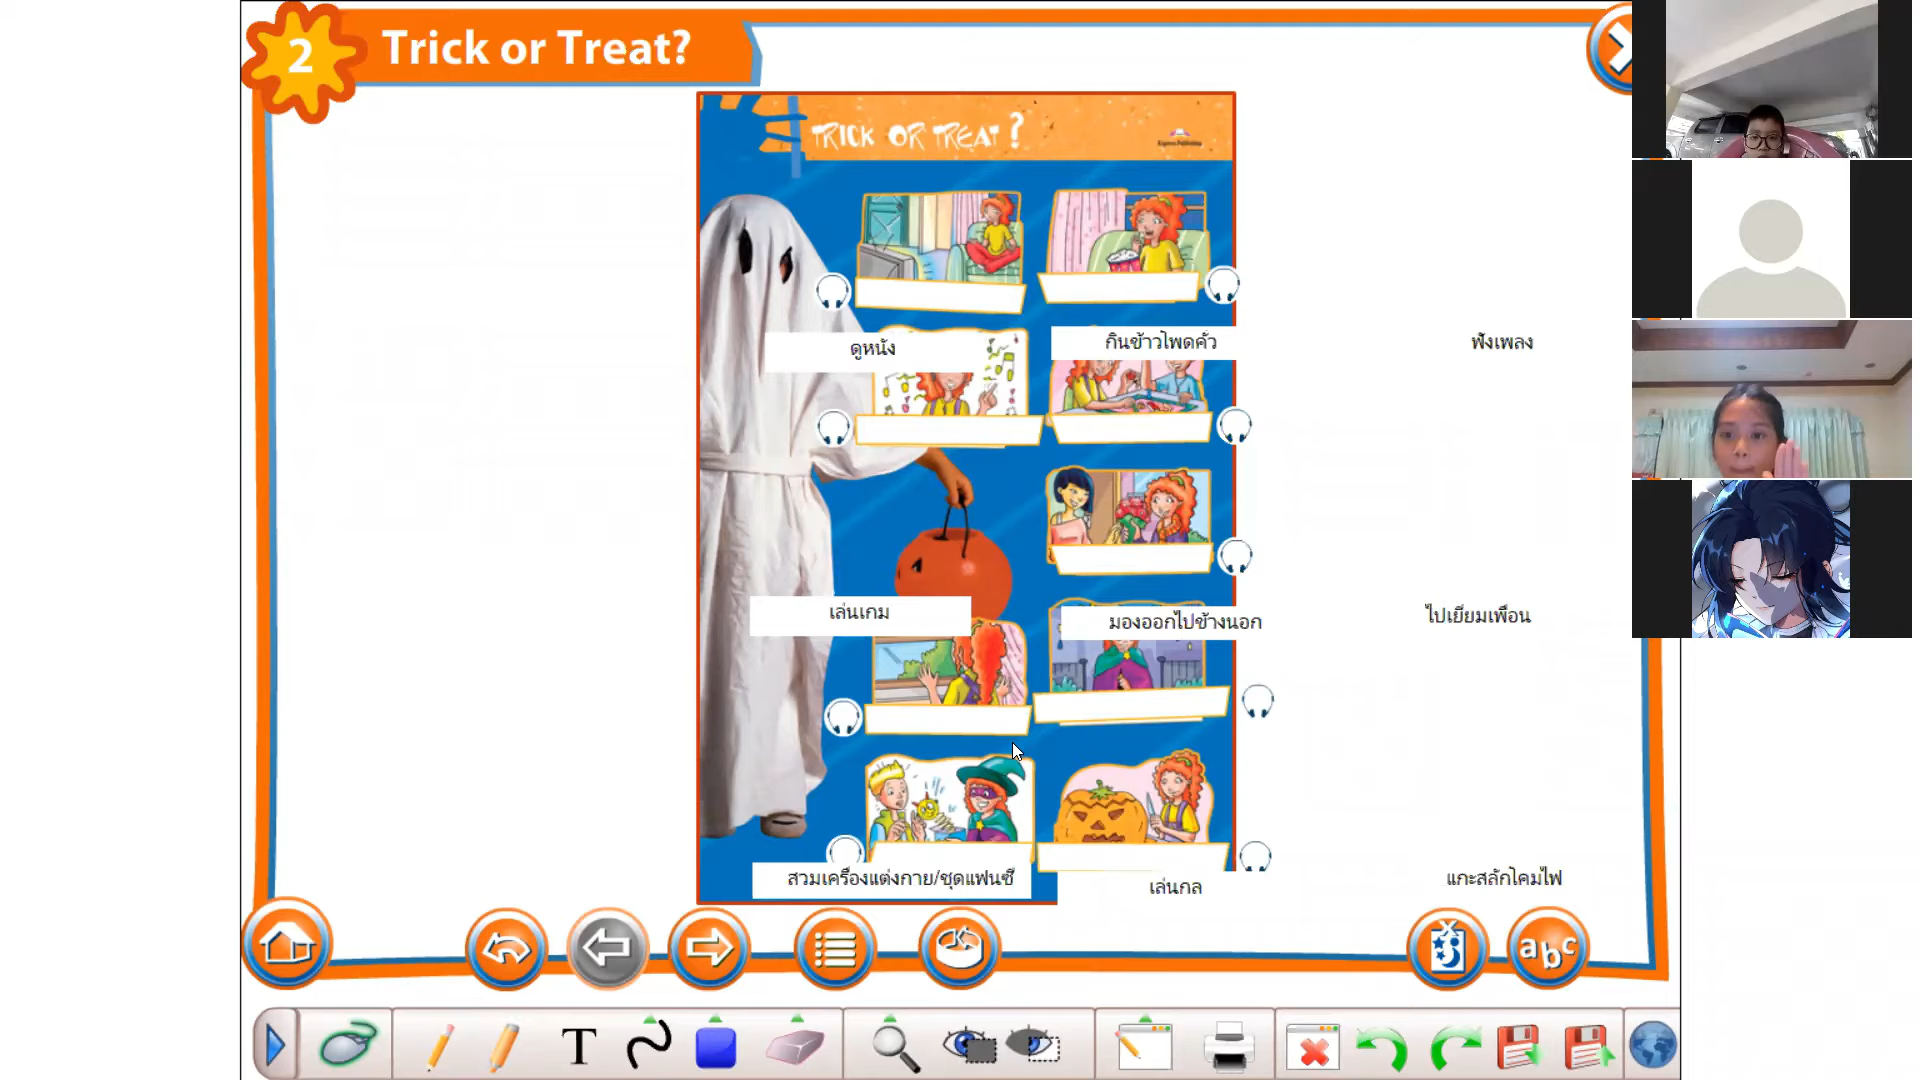 2
Trick or Treat?
TRICK OR TREAT?
Express Publishing
ดูหนัง
กินข้าวโพดคั่ว
ฟังเพลง
เล่นเกม
มองออกไปข้างนอก
ไปเยี่ยมเพื่อน
สวมเครื่องแต่งกาย/ชุดแฟนซี
เล่นกล
แกะสลักโคมไฟ
abc
T